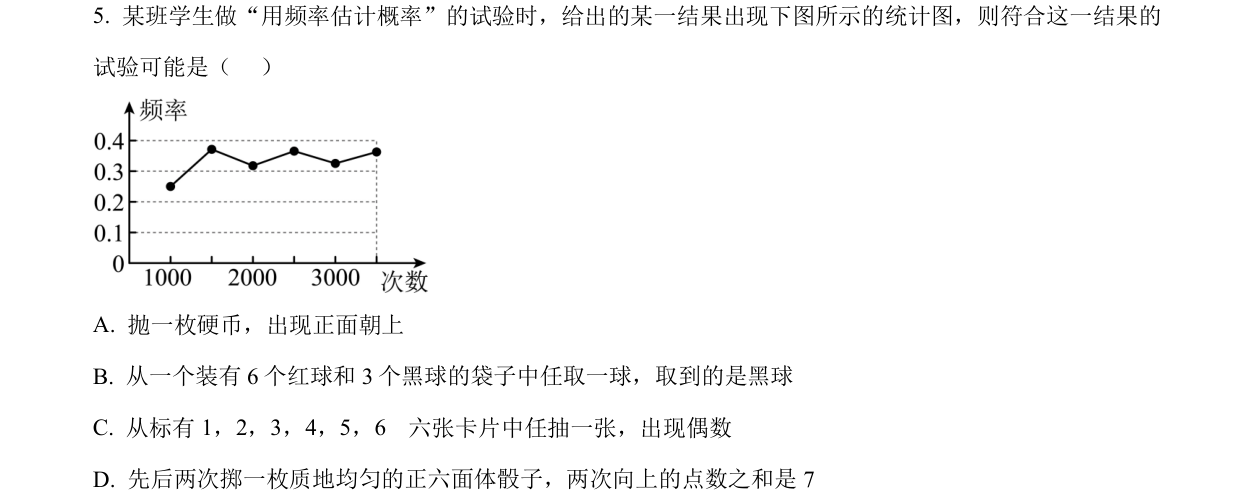 5. 某班学生做“用频率估计概率”的试验时，给出的某一结果出现下图所示的统计图，则符合这一结果的
试验可能是（ ）
频率
0.4
0.3
0.2
0.1
0
1000 2000 3000 次数
A. 抛一枚硬币，出现正面朝上
B. 从一个装有 6 个红球和 3 个黑球的袋子中任取一球，取到的是黑球
C. 从标有 1，2，3，4，5，6 六张卡片中任抽一张，出现偶数
D. 先后两次掷一枚质地均匀的正六面体骰子，两次向上的点数之和是 7